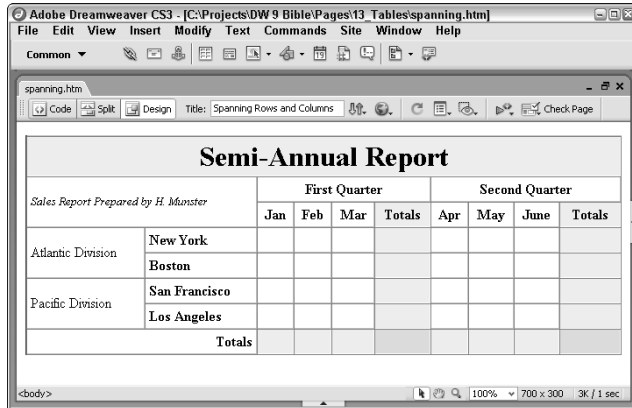 Adobe Dreamweaver CS3 - [C:\Projects\DW 9 Bible\Pages\13_Tables\spanning.htm]
File Edit View Insert Modify Text Commands Site Window Help
Common
spanning.htm
Code Split Design Title: Spanning Rows and Columns Check Page
Semi-Annual Report
Sales Report Prepared by H. Munster
First Quarter Second Quarter
Jan Feb Mar Totals Apr May June Totals
Atlantic Division
New York
Boston
Pacific Division
San Francisco
Los Angeles
Totals
<body> 100% 700 x 300 3K / 1 sec